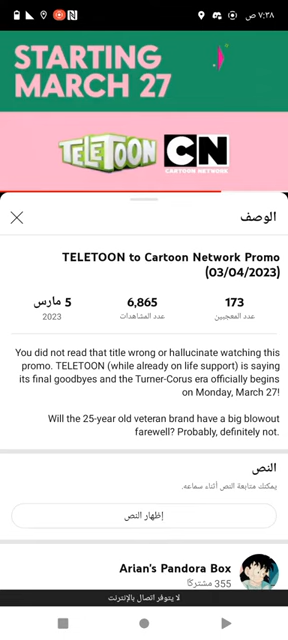 ٧:٣٨ ص
STARTING
MARCH 27
TELETOON CN
CARTOON NETWORK
الوصف
TELETOON to Cartoon Network Promo
(03/04/2023)
173
6,865
5 مارس
عدد المعجبين
عدد المشاهدات
2023
You did not read that title wrong or hallucinate watching this
promo. TELETOON (while already on life support) is saying
its final goodbyes and the Turner-Corus era officially begins
on Monday, March 27!
Will the 25-year old veteran brand have a big blowout
farewell? Probably, definitely not.
النص
يمكنك متابعة النص أثناء سماعه.
إظهار النص
Arian's Pandora Box
355 مشتركًا
لا يتوفر اتصال بالإنترنت